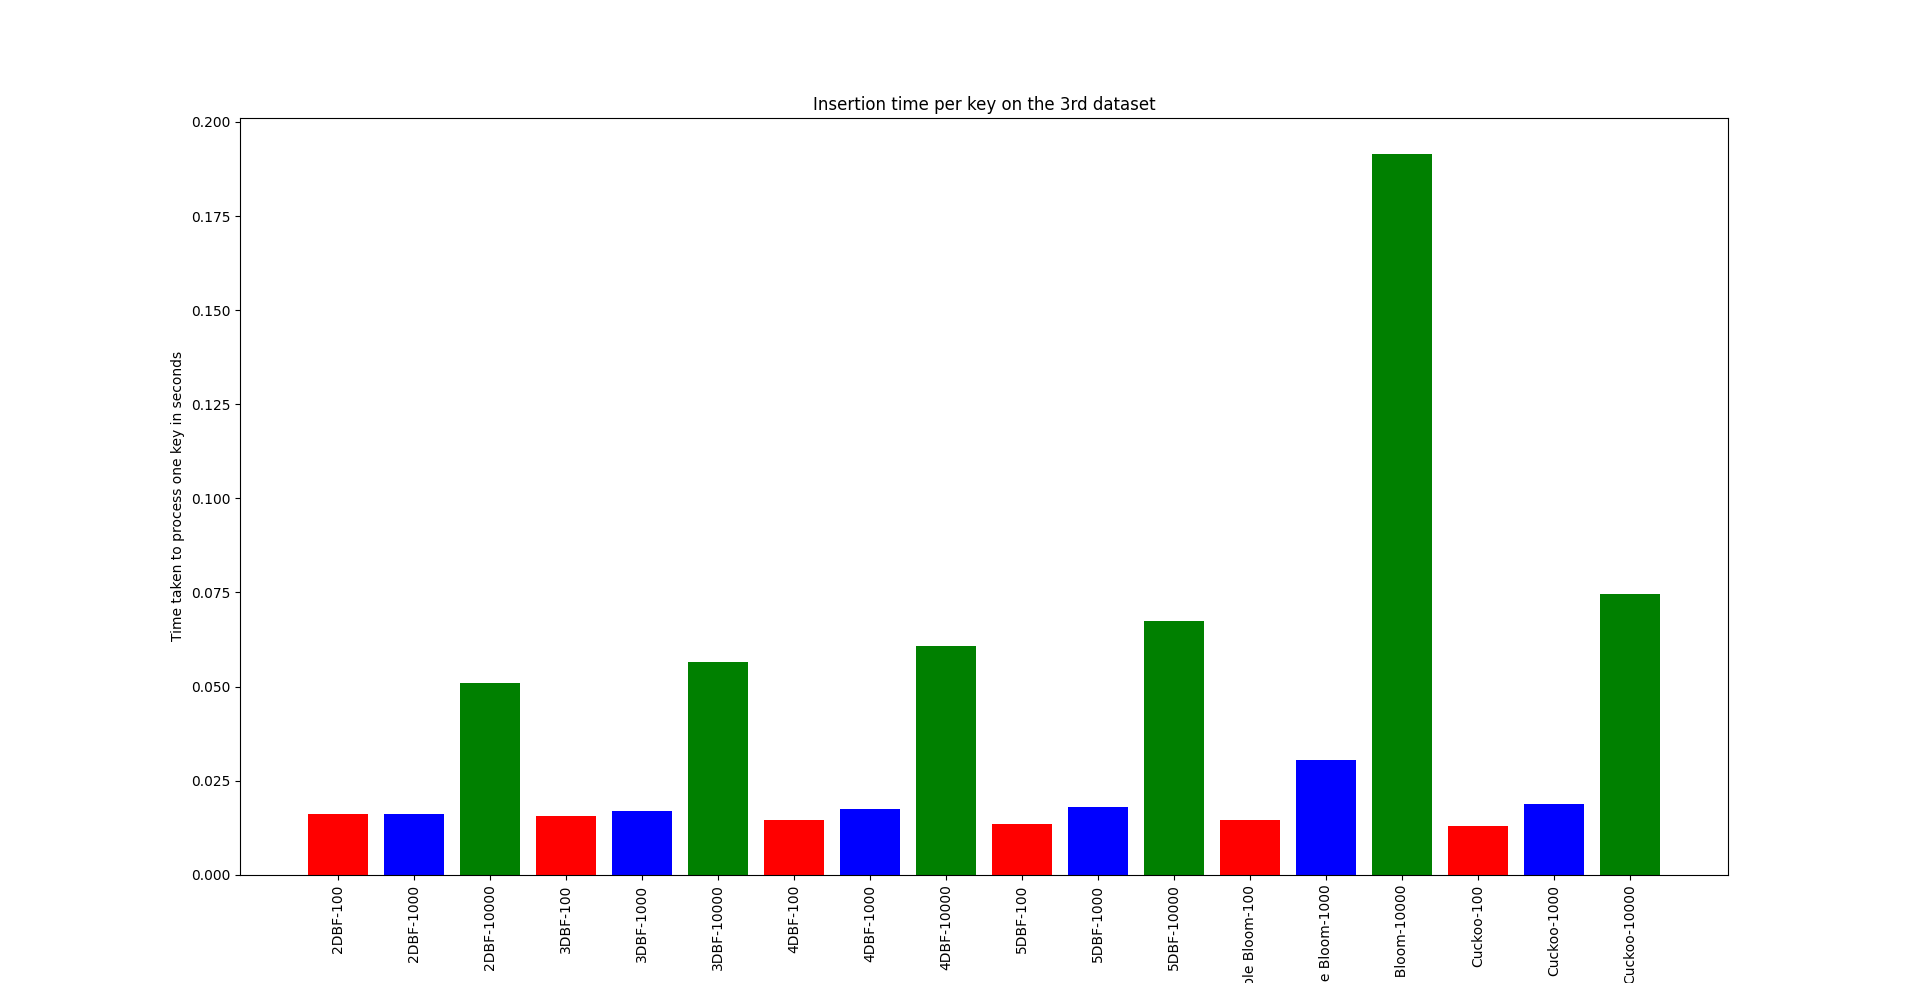 Insertion time per key on the 3rd dataset
Time taken to process one key in seconds
0.200
0.175
0.150
0.125
0.100
0.075
0.050
0.025
0.000
2DBF-100
2DBF-1000
2DBF-10000
3DBF-100
3DBF-1000
3DBF-10000
4DBF-100
4DBF-1000
4DBF-10000
5DBF-100
5DBF-1000
5DBF-10000
ble Bloom-100
e Bloom-1000
Bloom-10000
Cuckoo-100
Cuckoo-1000
Cuckoo-10000